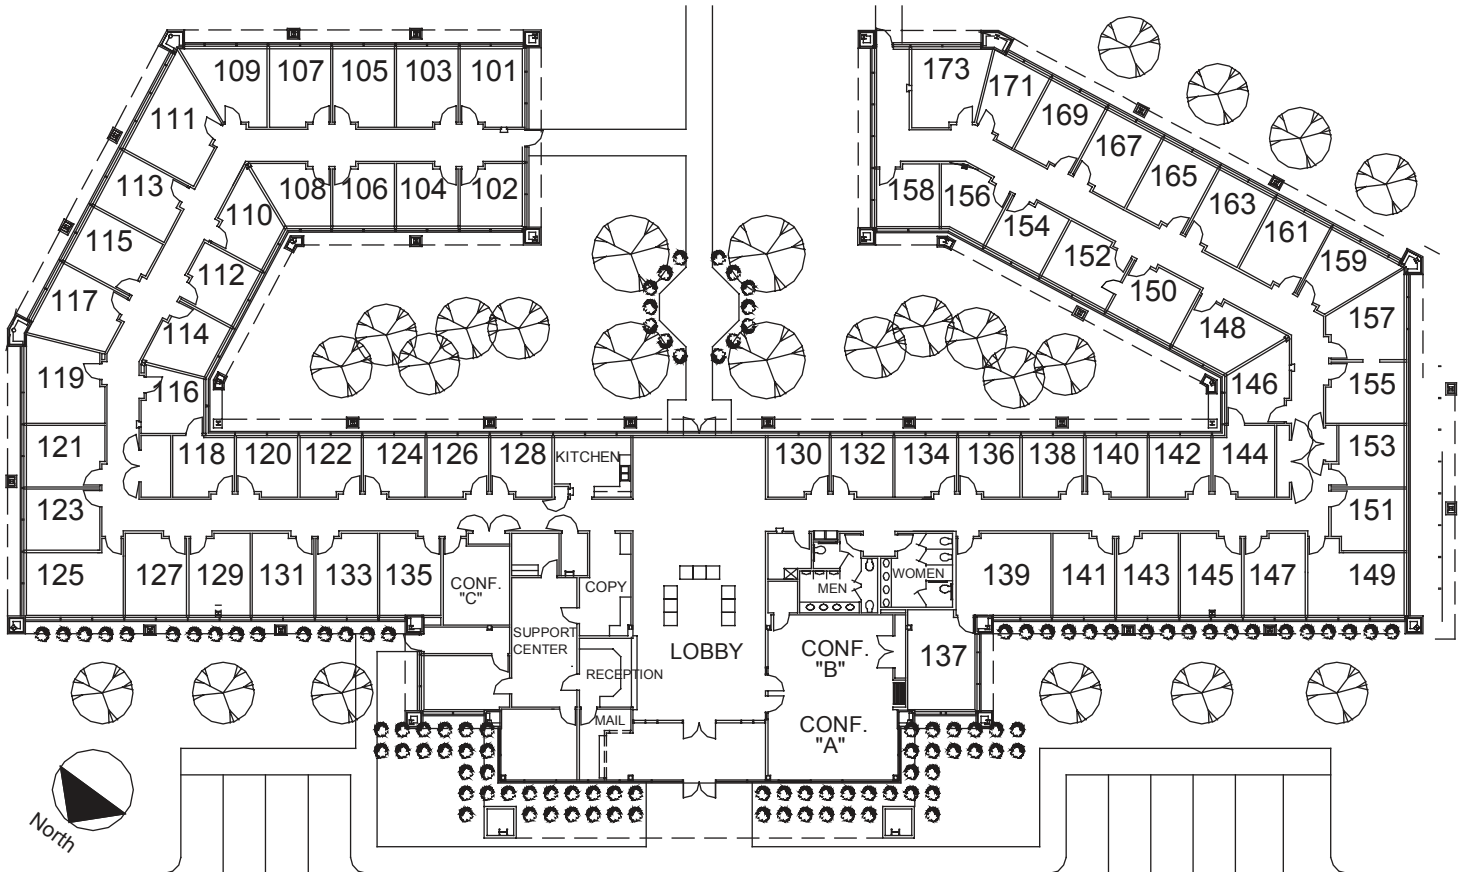 109 107 105 103 101
173
171
169
167
165
163
161
159
111
113
115
117
110
112
114
108 106 104 102
158 156
154
152
150
148
157
155
146
119
116
121
123
118 120 122 124 126 128
KITCHEN
130 132 134 136 138 140 142 144
153
151
125 127 129 131 133 135
CONF.
"C"
COPY
SUPPORT
CENTER
RECEPTION
MAIL
LOBBY
MEN
WOMEN
CONF.
"B"
CONF.
"A"
137
139 141 143 145 147 149
North